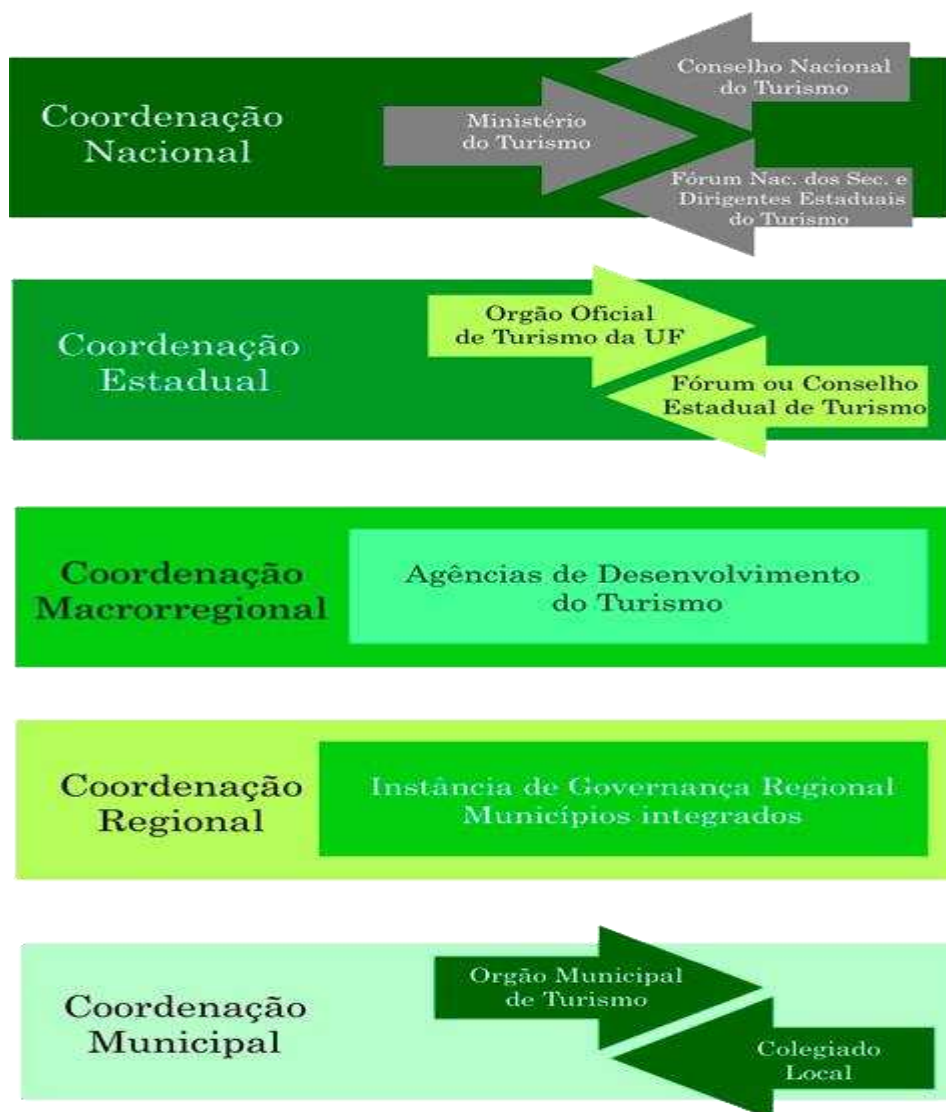 Coordenação
Nacional
Ministério
do Turismo
Conselho Nacional
do Turismo
Fórum Nac. dos Sec. e
Dirigentes Estaduais
do Turismo
Coordenação
Estadual
Orgão Oficial
de Turismo da UF
Fórum ou Conselho
Estadual de Turismo
Coordenação
Macrorregional
Agências de Desenvolvimento
do Turismo
Coordenação
Regional
Instância de Governança Regional
Municípios integrados
Coordenação
Municipal
Orgão Municipal
de Turismo
Colegiado
Local